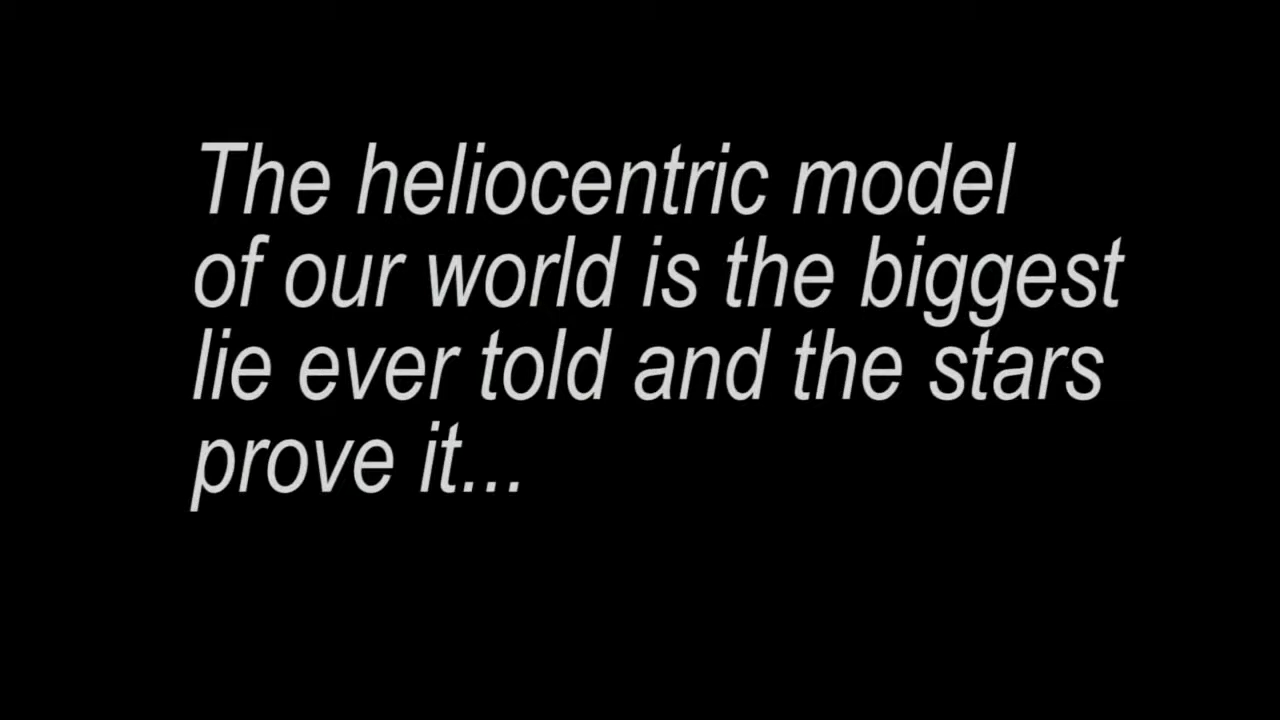 The heliocentric model
of our world is the biggest
lie ever told and the stars
prove it...